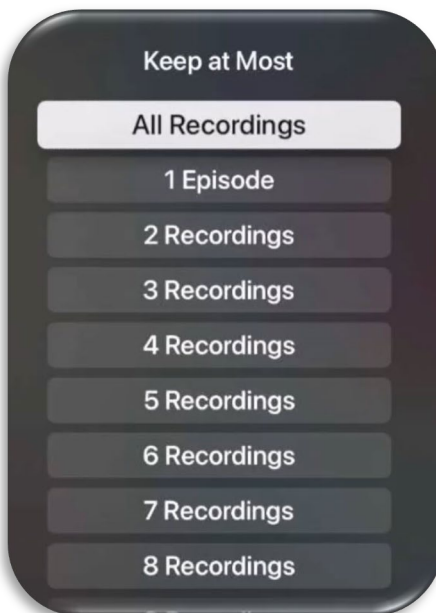 Keep at Most
All Recordings
1 Episode
2 Recordings
3 Recordings
4 Recordings
5 Recordings
6 Recordings
7 Recordings
8 Recordings